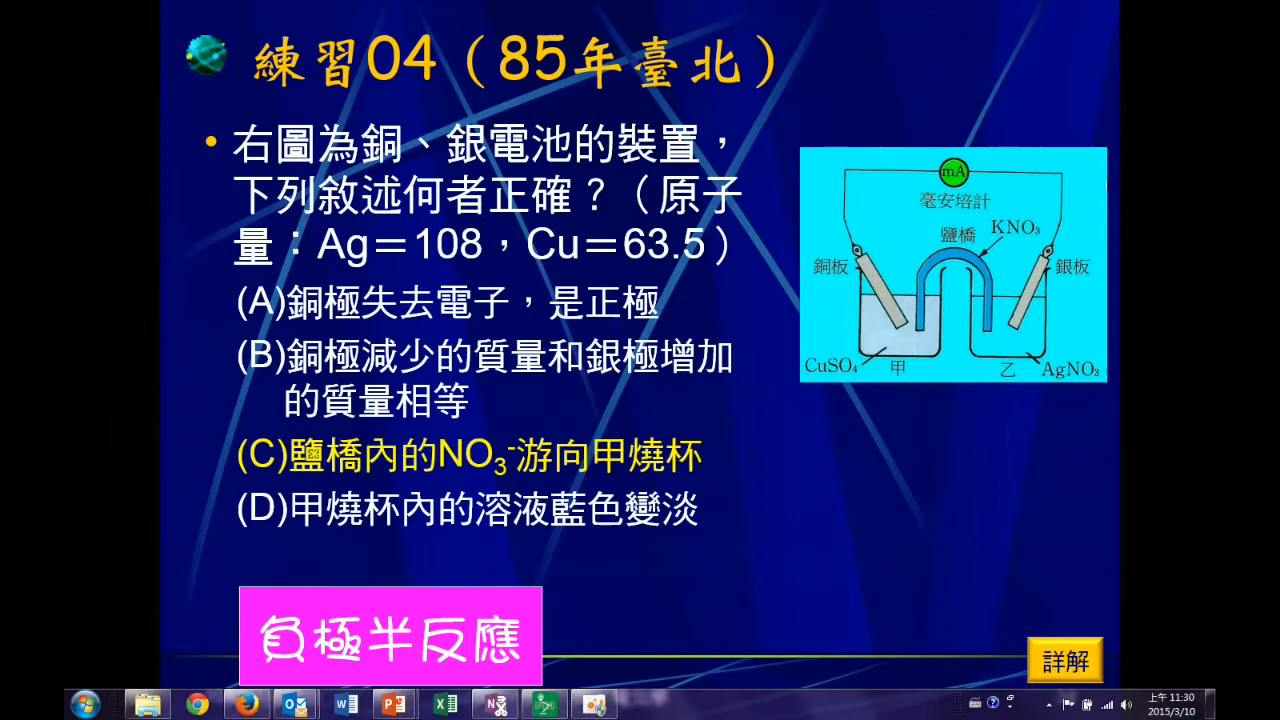 練習04（85年臺北）
• 右圖為銅、銀電池的裝置，
下列敘述何者正確？（原子
量：Ag＝108，Cu＝63.5）
(A)銅極失去電子，是正極
(B)銅極減少的質量和銀極增加
的質量相等
(C)鹽橋內的NO₃⁻游向甲燒杯
(D)甲燒杯內的溶液藍色變淡
mA
毫安培計
鹽橋
KNO₃
銅板
銀板
CuSO₄
甲
乙
AgNO₃
負極半反應
詳解
上午 11:30
2015/3/10